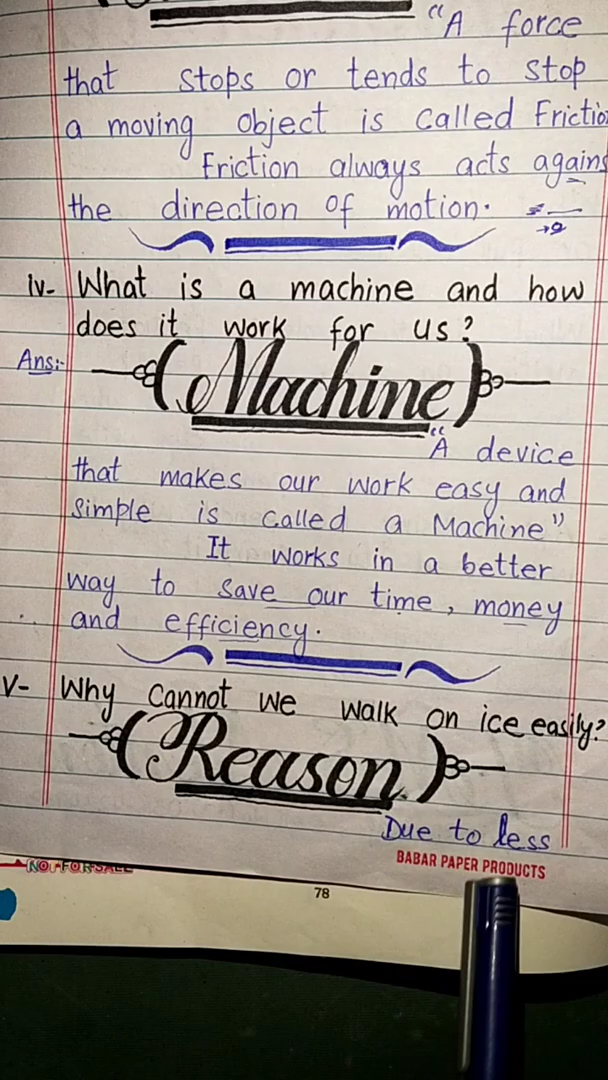 “A force
that stops or tends to stop
a moving object is called Frictio
Friction always acts agains
the direction of motion.
iv- What is a machine and how
does it work for us?
Ans:-
(Machine)
“A device
that makes our work easy and
simple is called a Machine”
It works in a better
way to save our time, money
and efficiency.
v- Why cannot we walk on ice easily?
(Reason)
Due to less
BABAR PAPER PRODUCTS
NOT FOR SALE
78